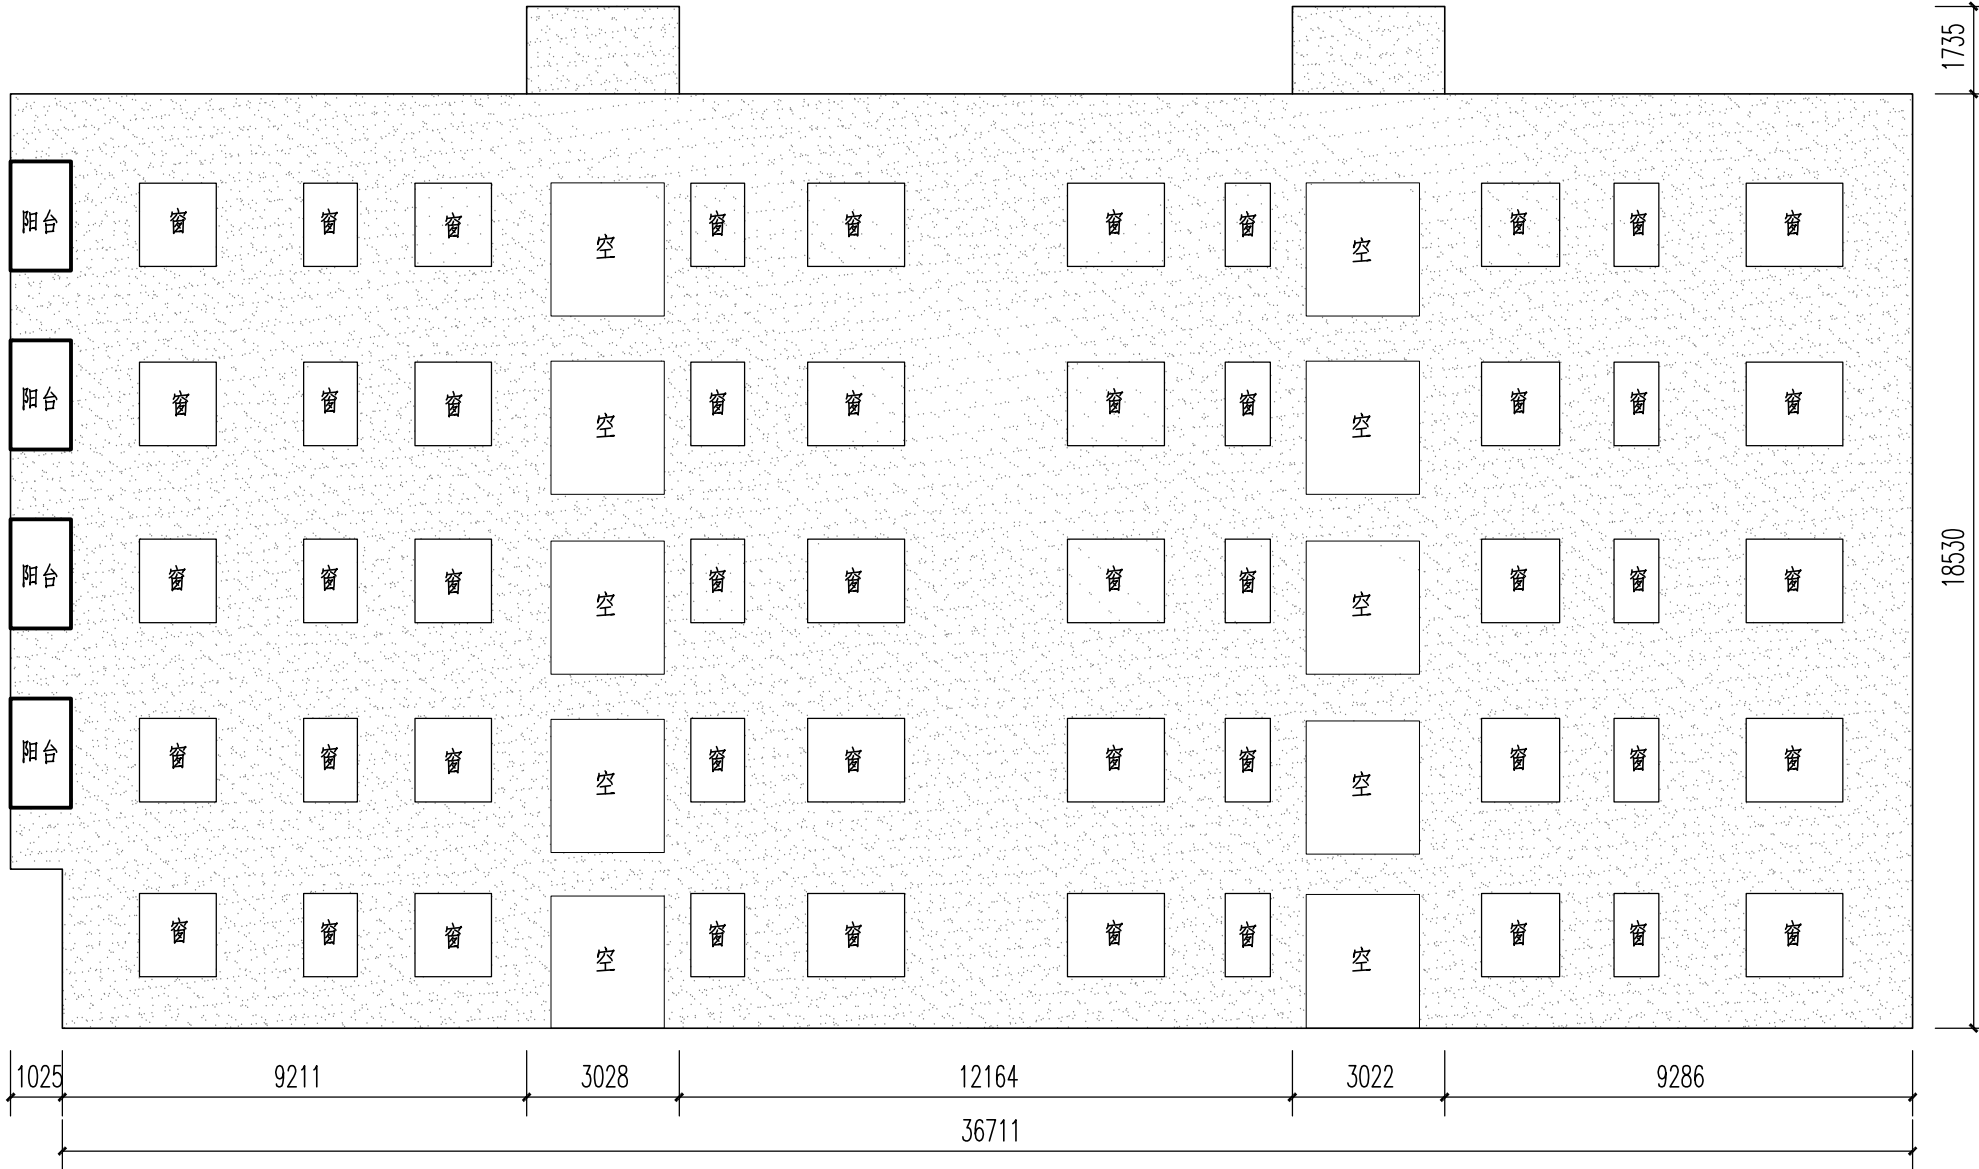 1735
阳台 窗 窗 窗 空 窗 窗 窗 窗 空 窗 窗 窗
阳台 窗 窗 窗 空 窗 窗 窗 窗 空 窗 窗 窗
18530
阳台 窗 窗 窗 空 窗 窗 窗 窗 空 窗 窗 窗
阳台 窗 窗 窗 空 窗 窗 窗 窗 空 窗 窗 窗
窗 窗 窗 空 窗 窗 窗 窗 空 窗 窗 窗
1025 9211 3028 12164 3022 9286
36711